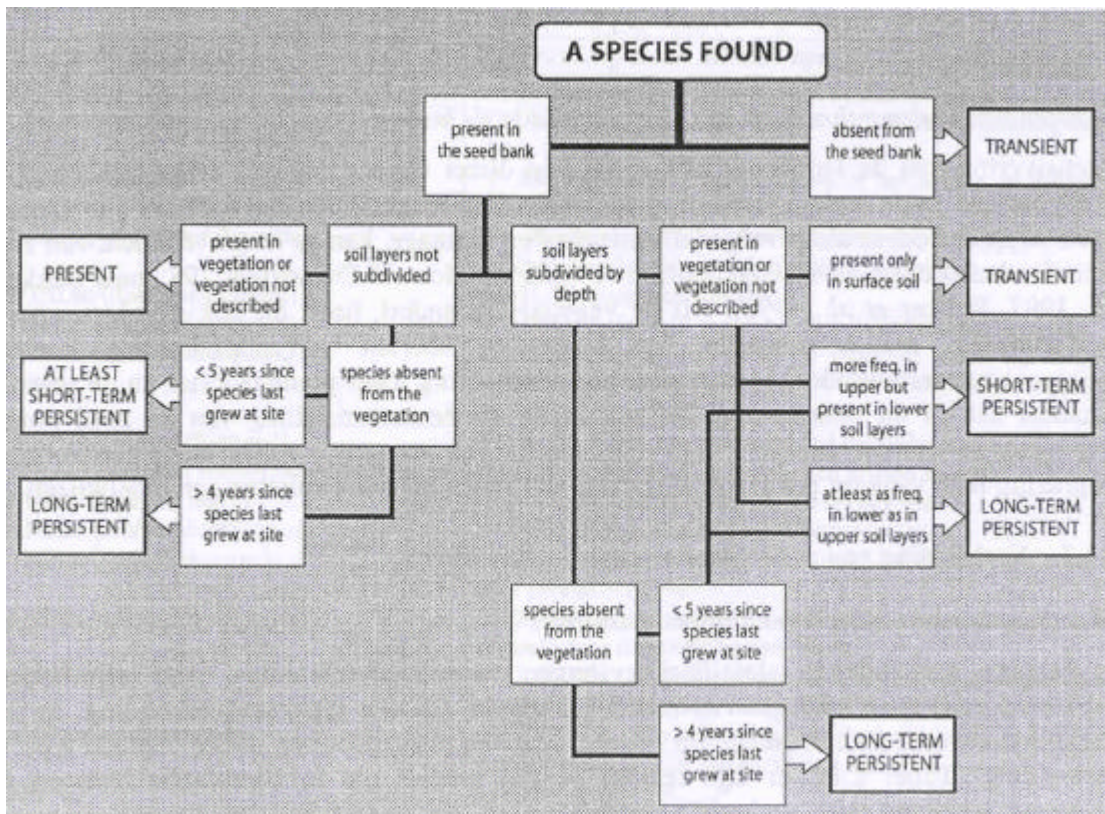 A SPECIES FOUND
present in
the seed bank
absent from
the seed bank
TRANSIENT
PRESENT
present in
vegetation or
vegetation not
described
soil layers not
subdivided
soil layers
subdivided by
depth
present in
vegetation or
vegetation not
described
present only
in surface soil
TRANSIENT
AT LEAST
SHORT-TERM
PERSISTENT
< 5 years since
species last
grew at site
species absent
from the
vegetation
more freq. in
upper but
present in lower
soil layers
SHORT-TERM
PERSISTENT
LONG-TERM
PERSISTENT
> 4 years since
species last
grew at site
at least as freq.
in lower as in
upper soil layers
LONG-TERM
PERSISTENT
species absent
from the
vegetation
< 5 years since
species last
grew at site
> 4 years since
species last
grew at site
LONG-TERM
PERSISTENT